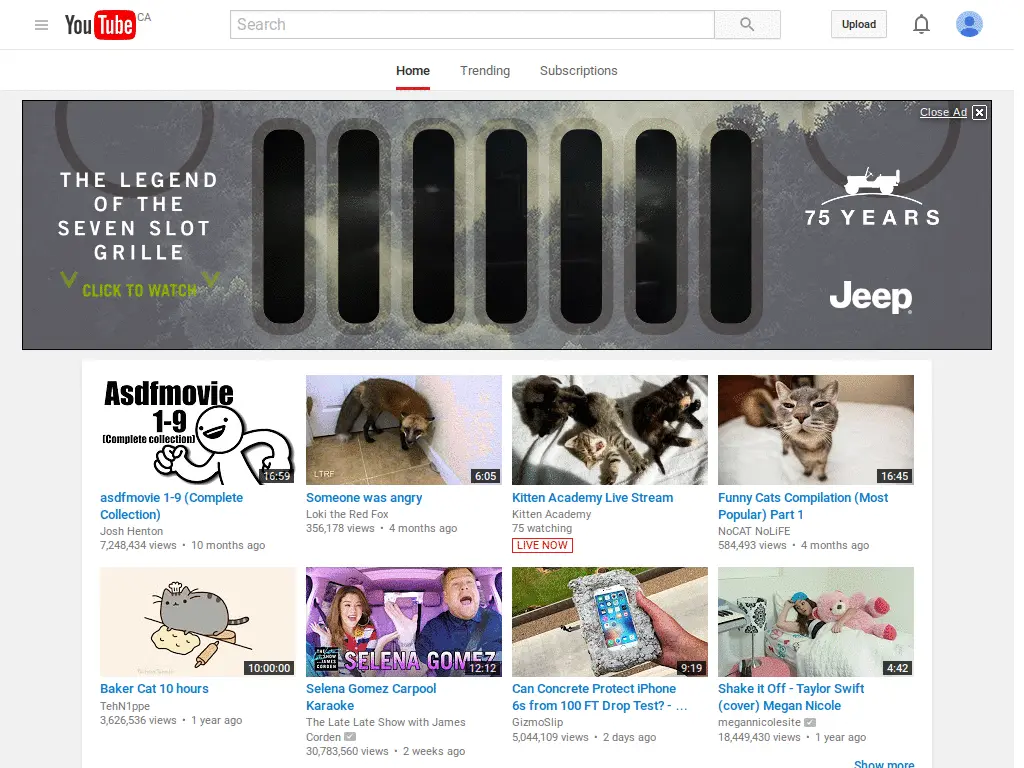 YouTube CA
Search
Upload
Home Trending Subscriptions
Close Ad
THE LEGEND
OF THE
SEVEN SLOT
GRILLE
CLICK TO WATCH
75 YEARS
Jeep
Asdfmovie
1-9
[Complete collection]
16:59
asdfmovie 1-9 (Complete
Collection)
Josh Henton
7,248,434 views • 10 months ago
LTRF
6:05
Someone was angry
Loki the Red Fox
356,178 views • 4 months ago
Kitten Academy Live Stream
Kitten Academy
75 watching
LIVE NOW
16:45
Funny Cats Compilation (Most
Popular) Part 1
NoCAT NoLiFE
584,493 views • 4 months ago
10:00:00
Baker Cat 10 hours
TehN1ppe
3,626,536 views • 1 year ago
THE LATE LATE
SHOW WITH
JAMES
CORDEN
SELENA GOMEZ
12:12
Selena Gomez Carpool
Karaoke
The Late Late Show with James
Corden
30,783,560 views • 2 weeks ago
9:19
Can Concrete Protect iPhone
6s from 100 FT Drop Test? - ...
GizmoSlip
5,044,109 views • 2 days ago
4:42
Shake it Off - Taylor Swift
(cover) Megan Nicole
megannicolesite
18,449,430 views • 1 year ago
Show more